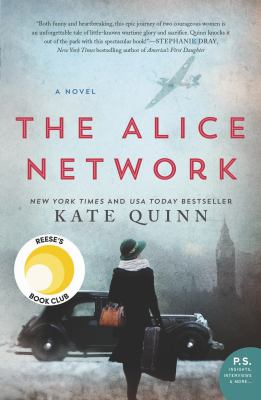 "Both funny and heartbreaking, this epic journey of two courageous women is
an unforgettable tale of little-known wartime glory and sacrifice. Quinn knocks it
out of the park with this spectacular book!"—STEPHANIE DRAY,
New York Times bestselling author of America's First Daughter
A NOVEL
THE ALICE
NETWORK
NEW YORK TIMES AND USA TODAY BESTSELLER
KATE QUINN
REESE'S
BOOK CLUB
P.S.
INSIGHTS,
INTERVIEWS
& MORE...